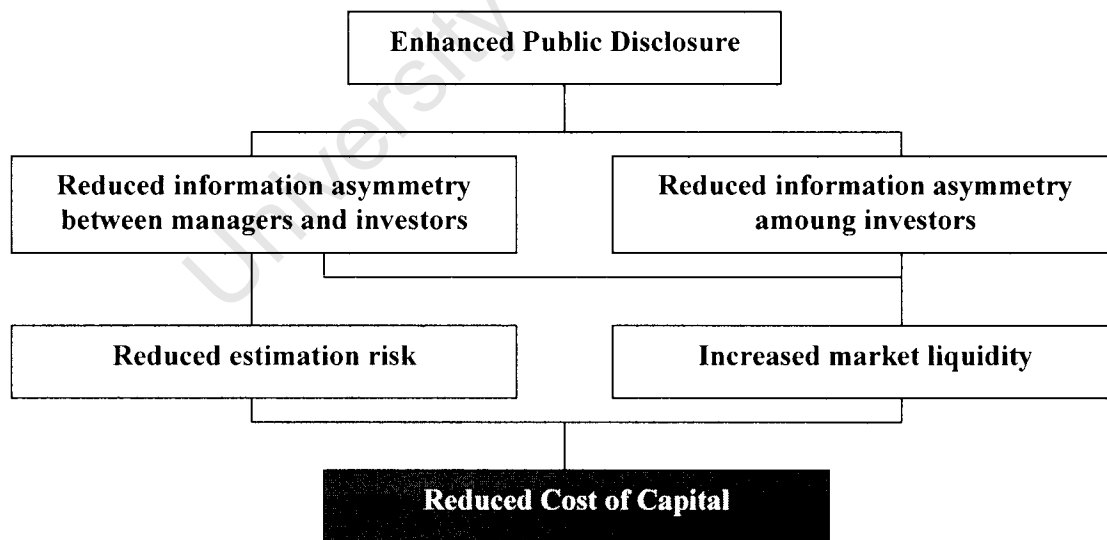 Enhanced Public Disclosure
University
Reduced information asymmetry
between managers and investors
Reduced information asymmetry
amoung investors
Reduced estimation risk
Increased market liquidity
Reduced Cost of Capital